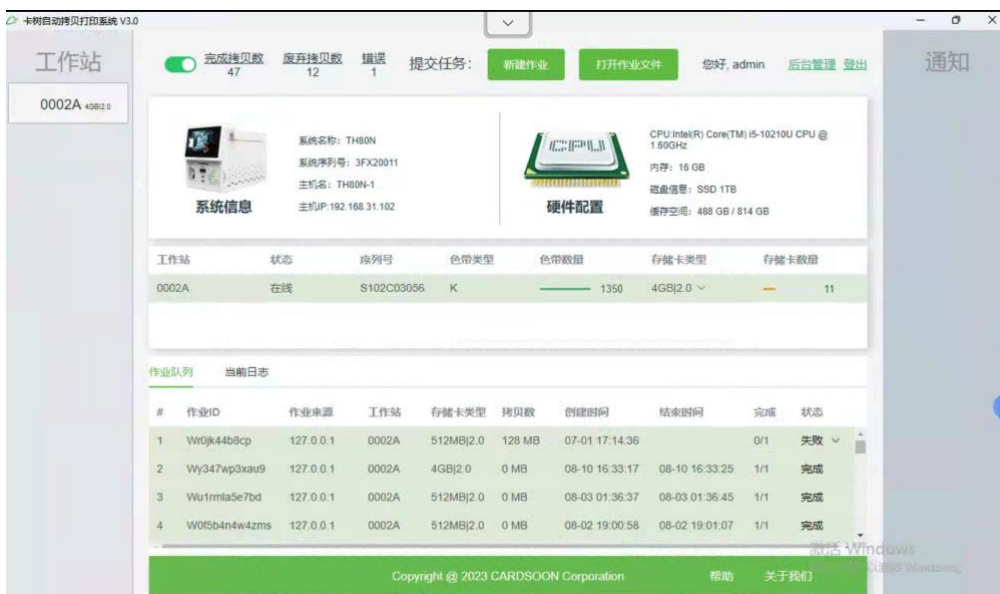 卡树自动拷贝打印系统 V3.0
工作站
0002A 4GB|2.0
完成拷贝数 47
废弃拷贝数 12
错误 1
提交任务：
新建作业
打开作业文件
您好, admin
后台管理 登出
通知
系统信息
系统名称：TH80N
系统序列号：3FX20011
主机名：TH80N-1
主机IP:192.168.31.102
CPU
硬件配置
CPU:Intel(R) Core(TM) i5-10210U CPU @
1.60GHz
内存：16 GB
磁盘信息：SSD 1TB
缓存空间：488 GB / 814 GB
工作站 状态 序列号 色带类型 色带数量 存储卡类型 存储卡数量
0002A 在线 S102C03056 K 1350 4GB|2.0 11
作业队列 当前日志
# 作业ID 作业来源 工作站 存储卡类型 拷贝数 创建时间 结束时间 完成 状态
1 Wr0jk44b8cp 127.0.0.1 0002A 512MB|2.0 128 MB 07-01 17:14:36 0/1 失败
2 Wy347wp3xau9 127.0.0.1 0002A 4GB|2.0 0 MB 08-10 16:33:17 08-10 16:33:25 1/1 完成
3 Wu1rmla5e7bd 127.0.0.1 0002A 512MB|2.0 0 MB 08-03 01:36:37 08-03 01:36:45 1/1 完成
4 W0f5b4n4w4zms 127.0.0.1 0002A 512MB|2.0 0 MB 08-02 19:00:58 08-02 19:01:07 1/1 完成
激活 Windows
Windows。
Copyright @ 2023 CARDSOON Corporation 帮助 关于我们